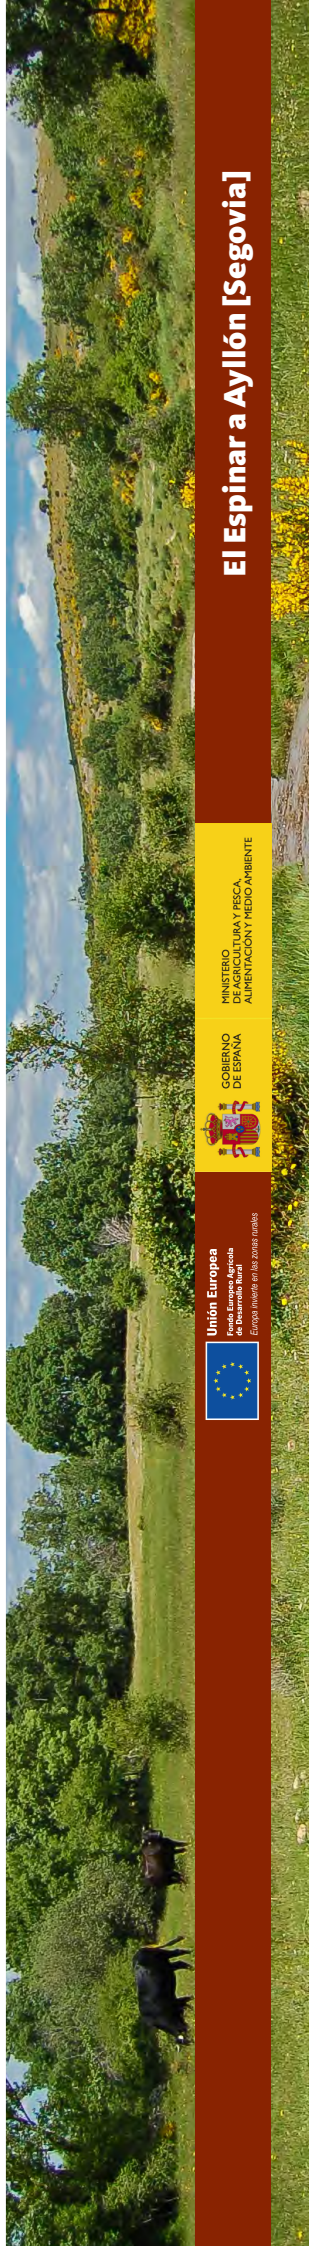 Unión Europea
Fondo Europeo Agrícola
de Desarrollo Rural
Europa invierte en las zonas rurales
GOBIERNO
DE ESPAÑA
MINISTERIO
DE AGRICULTURA Y PESCA,
ALIMENTACIÓN Y MEDIO AMBIENTE
El Espinar a Ayllón [Segovia]